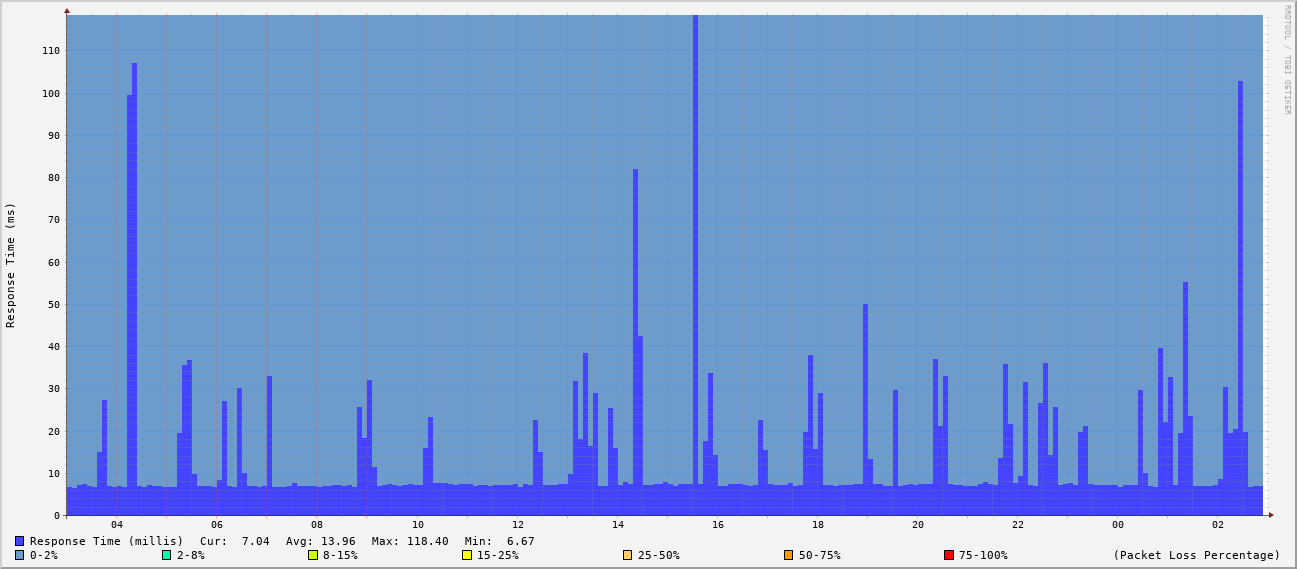 RRDTOOL / TOBI OETIKER
Response Time (ms)
110
100
90
80
70
60
50
40
30
20
10
0
04 06 08 10 12 14 16 18 20 22 00 02
Response Time (millis) Cur: 7.04 Avg: 13.96 Max: 118.40 Min: 6.67
0-2% 2-8% 8-15% 15-25% 25-50% 50-75% 75-100% (Packet Loss Percentage)